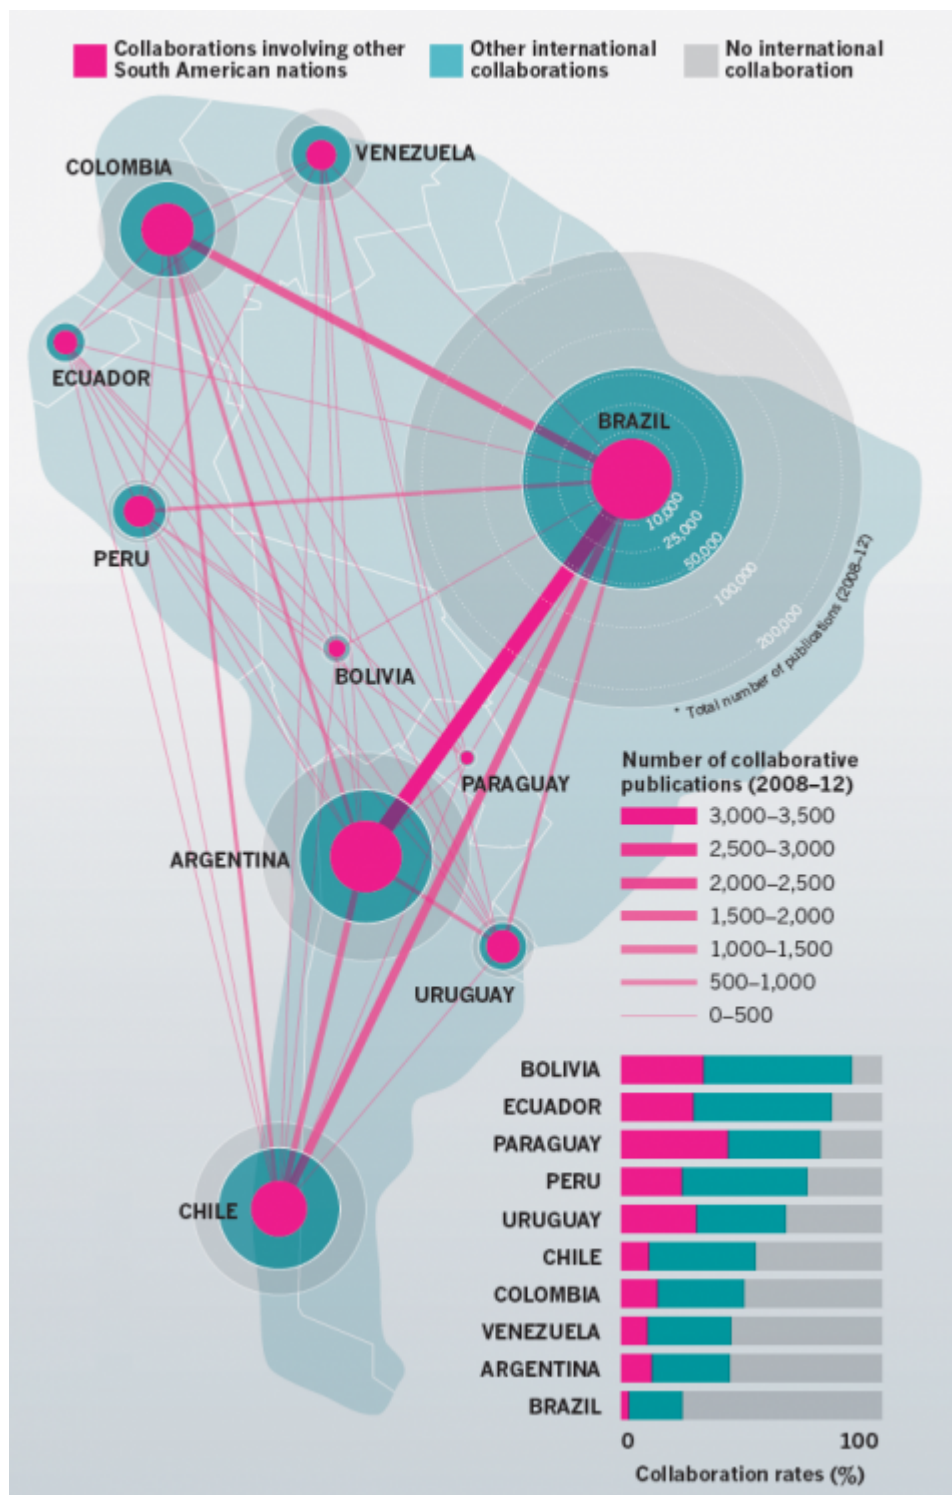 Collaborations involving other
South American nations
Other international
collaborations
No international
collaboration
VENEZUELA
COLOMBIA
ECUADOR
BRAZIL
10,000
25,000
50,000
100,000
200,000
* Total number of publications (2008–12)
PERU
BOLIVIA
PARAGUAY
ARGENTINA
URUGUAY
CHILE
Number of collaborative
publications (2008–12)
3,000–3,500
2,500–3,000
2,000–2,500
1,500–2,000
1,000–1,500
500–1,000
0–500
BOLIVIA
ECUADOR
PARAGUAY
PERU
URUGUAY
CHILE
COLOMBIA
VENEZUELA
ARGENTINA
BRAZIL
0 100
Collaboration rates (%)